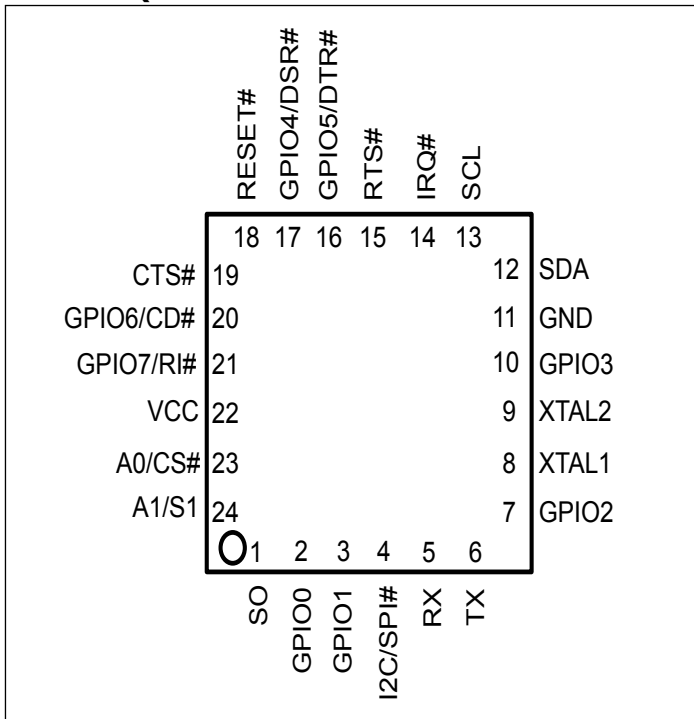 RESET#
GPIO4/DSR#
GPIO5/DTR#
RTS#
IRQ#
SCL
18 17 16 15 14 13
CTS# 19
12 SDA
GPIO6/CD# 20
11 GND
GPIO7/RI# 21
10 GPIO3
VCC 22
9 XTAL2
A0/CS# 23
8 XTAL1
A1/S1 24
7 GPIO2
1 2 3 4 5 6
SO
GPIO0
GPIO1
I2C/SPI#
RX
TX